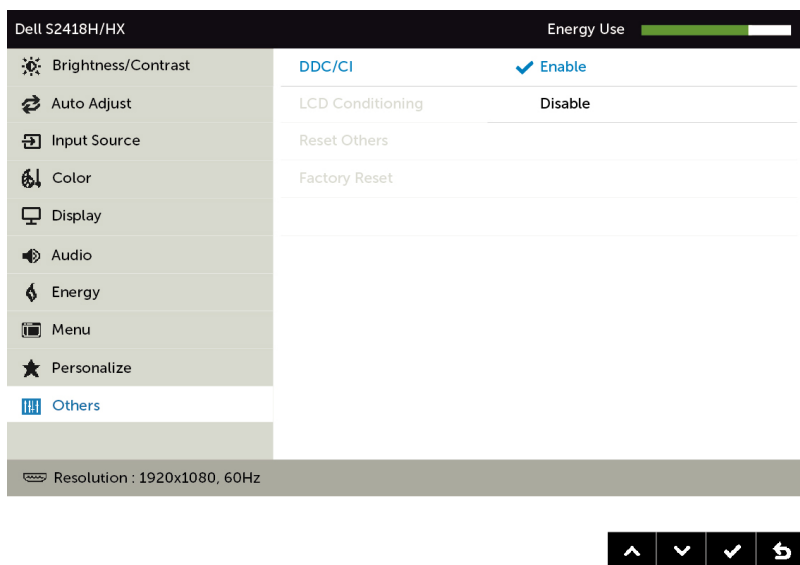 Dell S2418H/HX Energy Use
Brightness/Contrast DDC/CI Enable
Auto Adjust LCD Conditioning Disable
Input Source Reset Others
Color Factory Reset
Display
Audio
Energy
Menu
Personalize
Others
Resolution : 1920x1080, 60Hz